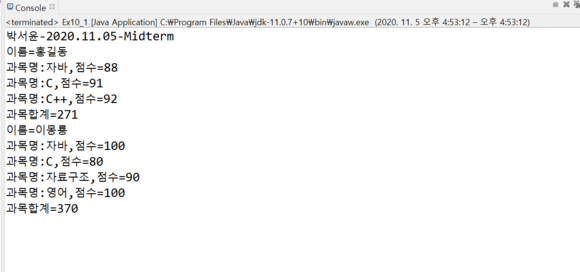 Console
<terminated> Ex10_1 [Java Application] C:\Program Files\Java\jdk-11.0.7+10\bin\javaw.exe (2020. 11. 5 오후 4:53:12 – 오후 4:53:12)
박서윤-2020.11.05-Midterm
이름=홍길동
과목명:자바,점수=88
과목명:C,점수=91
과목명:C++,점수=92
과목합계=271
이름=이몽룡
과목명:자바,점수=100
과목명:C,점수=80
과목명:자료구조,점수=90
과목명:영어,점수=100
과목합계=370